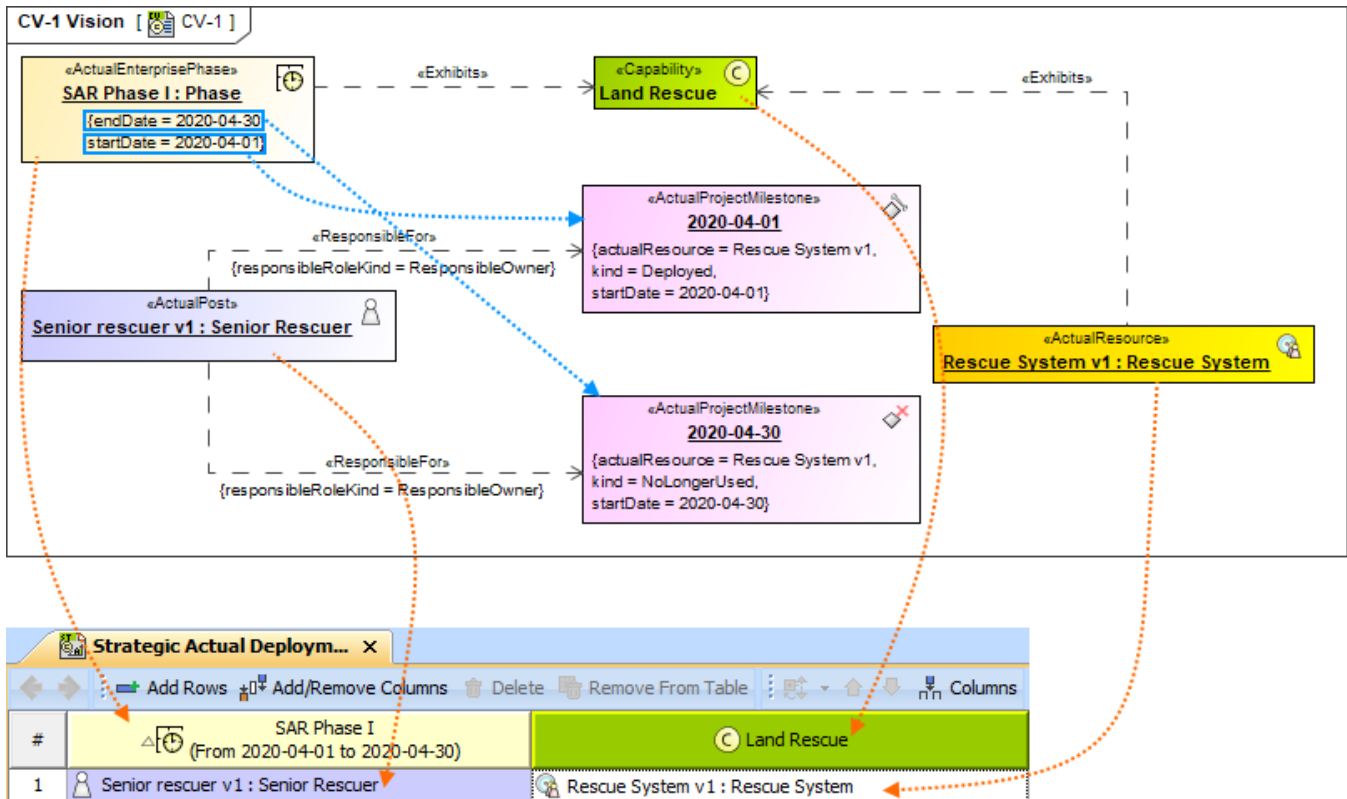 CV-1 Vision [ CV-1 ]
«ActualEnterprisePhase»
SAR Phase I : Phase
{endDate = 2020-04-30
startDate = 2020-04-01}
«Exhibits»
«Capability»
C
Land Rescue
«Exhibits»
«ActualProjectMilestone»
2020-04-01
{actualResource = Rescue System v1,
kind = Deployed,
startDate = 2020-04-01}
«ResponsibleFor»
{responsibleRoleKind = ResponsibleOwner}
«ActualPost»
Senior rescuer v1 : Senior Rescuer
«ActualResource»
Rescue System v1 : Rescue System
«ActualProjectMilestone»
2020-04-30
{actualResource = Rescue System v1,
kind = NoLongerUsed,
startDate = 2020-04-30}
«ResponsibleFor»
{responsibleRoleKind = ResponsibleOwner}
Strategic Actual Deploym... x
Add Rows Add/Remove Columns Delete Remove From Table Columns
# SAR Phase I
(From 2020-04-01 to 2020-04-30)
C Land Rescue
1 Senior rescuer v1 : Senior Rescuer Rescue System v1 : Rescue System